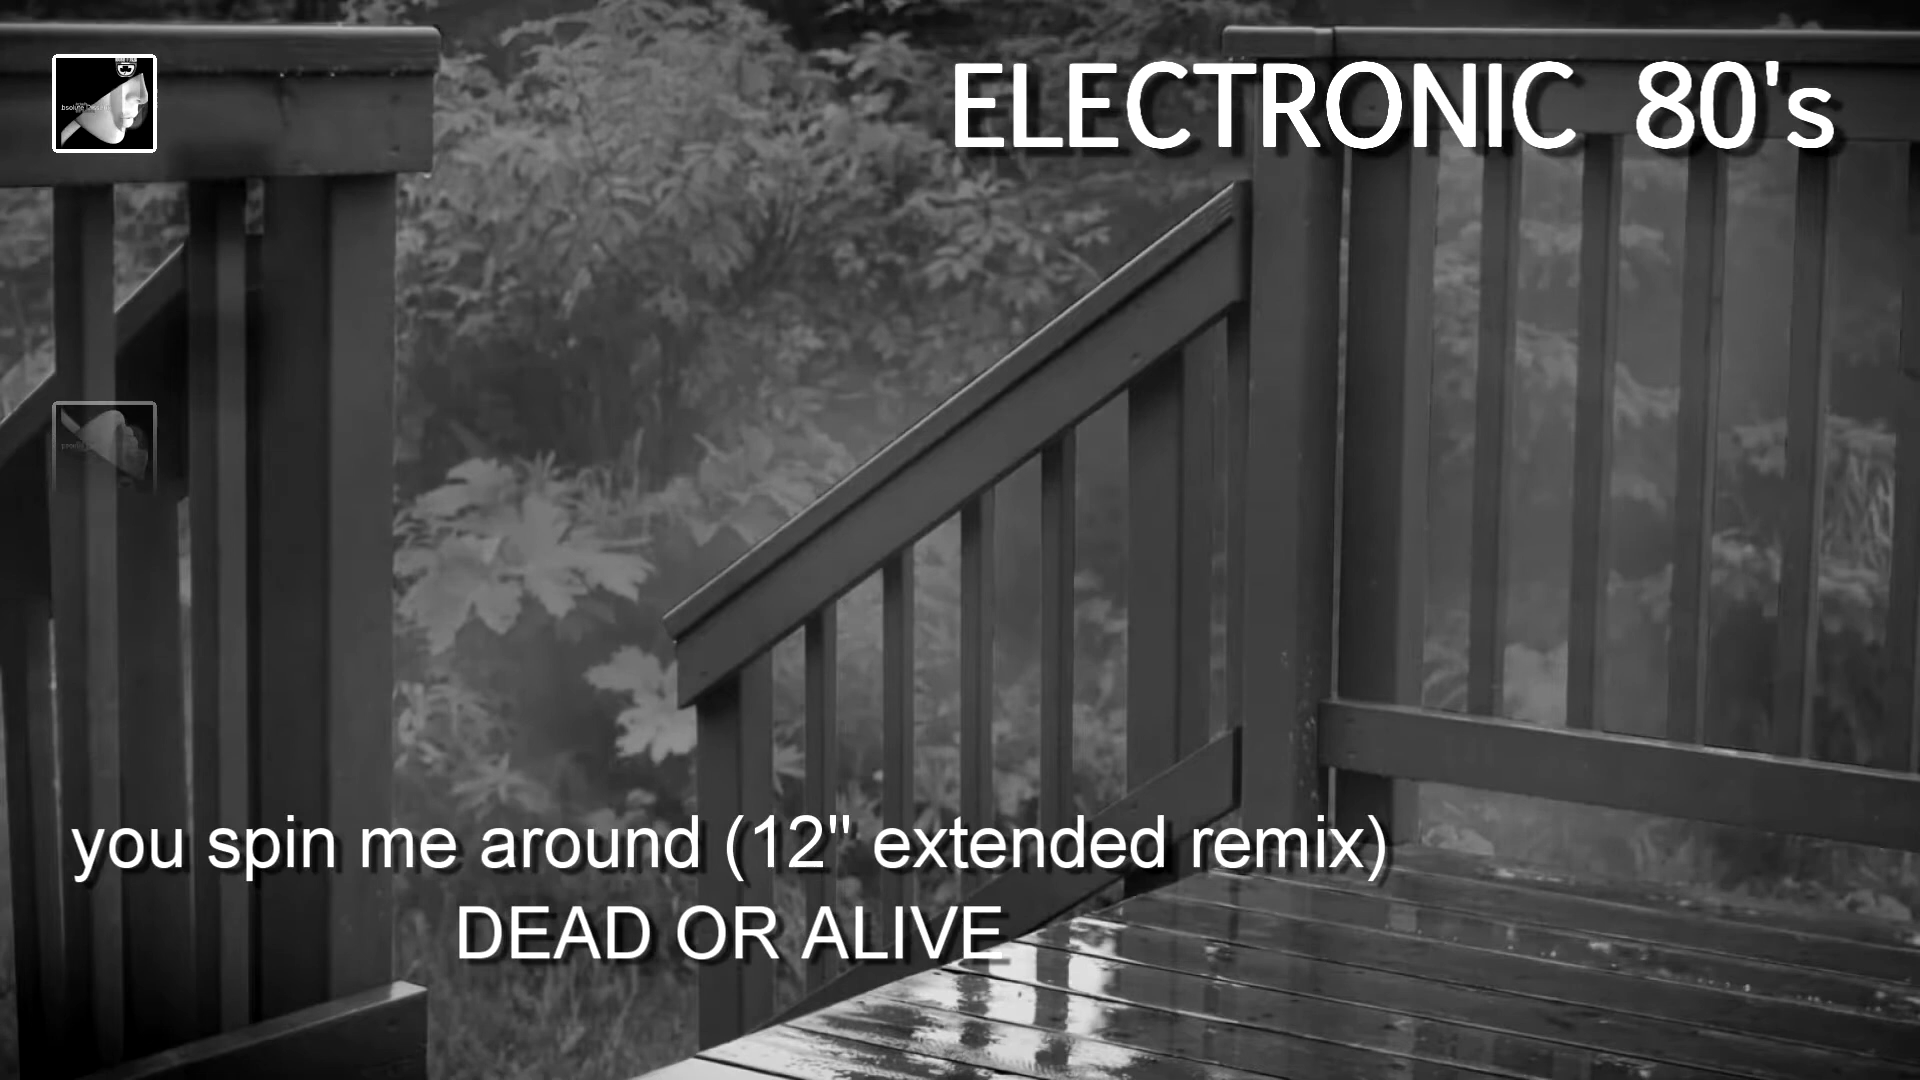 ELECTRONIC 80's
you spin me around (12" extended remix)
DEAD OR ALIVE